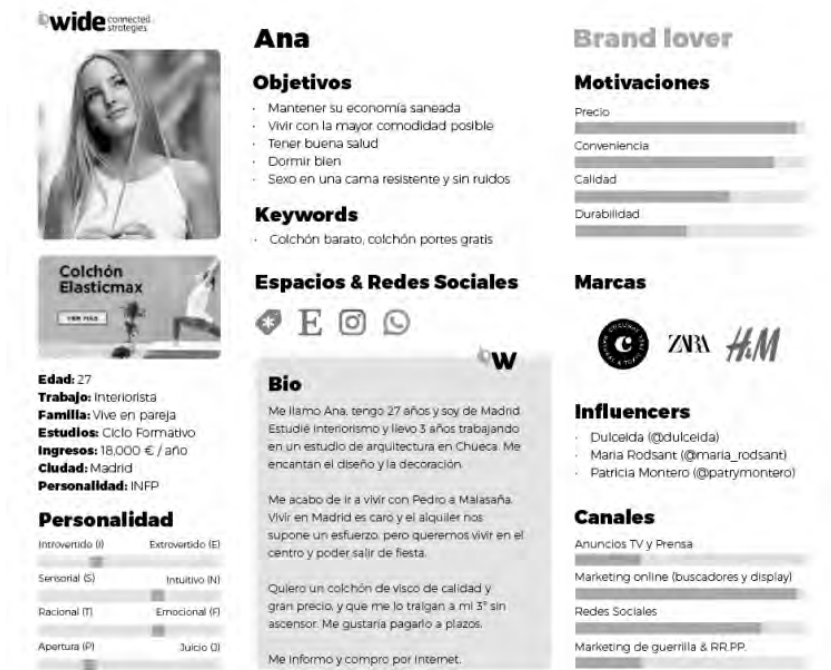 wide connected
strategies
Colchón
Elasticmax
VER MÁS
Edad: 27
Trabajo: Interiorista
Familia: Vive en pareja
Estudios: Ciclo Formativo
Ingresos: 18,000 € / año
Ciudad: Madrid
Personalidad: INFP
Personalidad
Introvertido (I) Extrovertido (E)
Sensorial (S) Intuitivo (N)
Racional (T) Emocional (F)
Apertura (P) Juicio (J)
Ana
Objetivos
· Mantener su economía saneada
· Vivir con la mayor comodidad posible
· Tener buena salud
· Dormir bien
· Sexo en una cama resistente y sin ruidos
Keywords
· Colchón barato, colchón portes gratis
Espacios & Redes Sociales
E
W
Bio
Me llamo Ana, tengo 27 años y soy de Madrid.
Estudié interiorismo y llevo 3 años trabajando
en un estudio de arquitectura en Chueca. Me
encantan el diseño y la decoración.
Me acabo de ir a vivir con Pedro a Malasaña.
Vivir en Madrid es caro y el alquiler nos
supone un esfuerzo, pero queremos vivir en el
centro y poder salir de fiesta.
Quiero un colchón de visco de calidad y
gran precio, y que me lo traigan a mi 3º sin
ascensor. Me gustaría pagarlo a plazos.
Me informo y compro por Internet.
Brand lover
Motivaciones
Precio
Conveniencia
Calidad
Durabilidad
Marcas
C
ZARA
H&M
Influencers
· Dulceida (@dulceida)
· Maria Rodsant (@maria_rodsant)
· Patricia Montero (@patrymontero)
Canales
Anuncios TV y Prensa
Marketing online (buscadores y display)
Redes Sociales
Marketing de guerrilla & RR.PP.